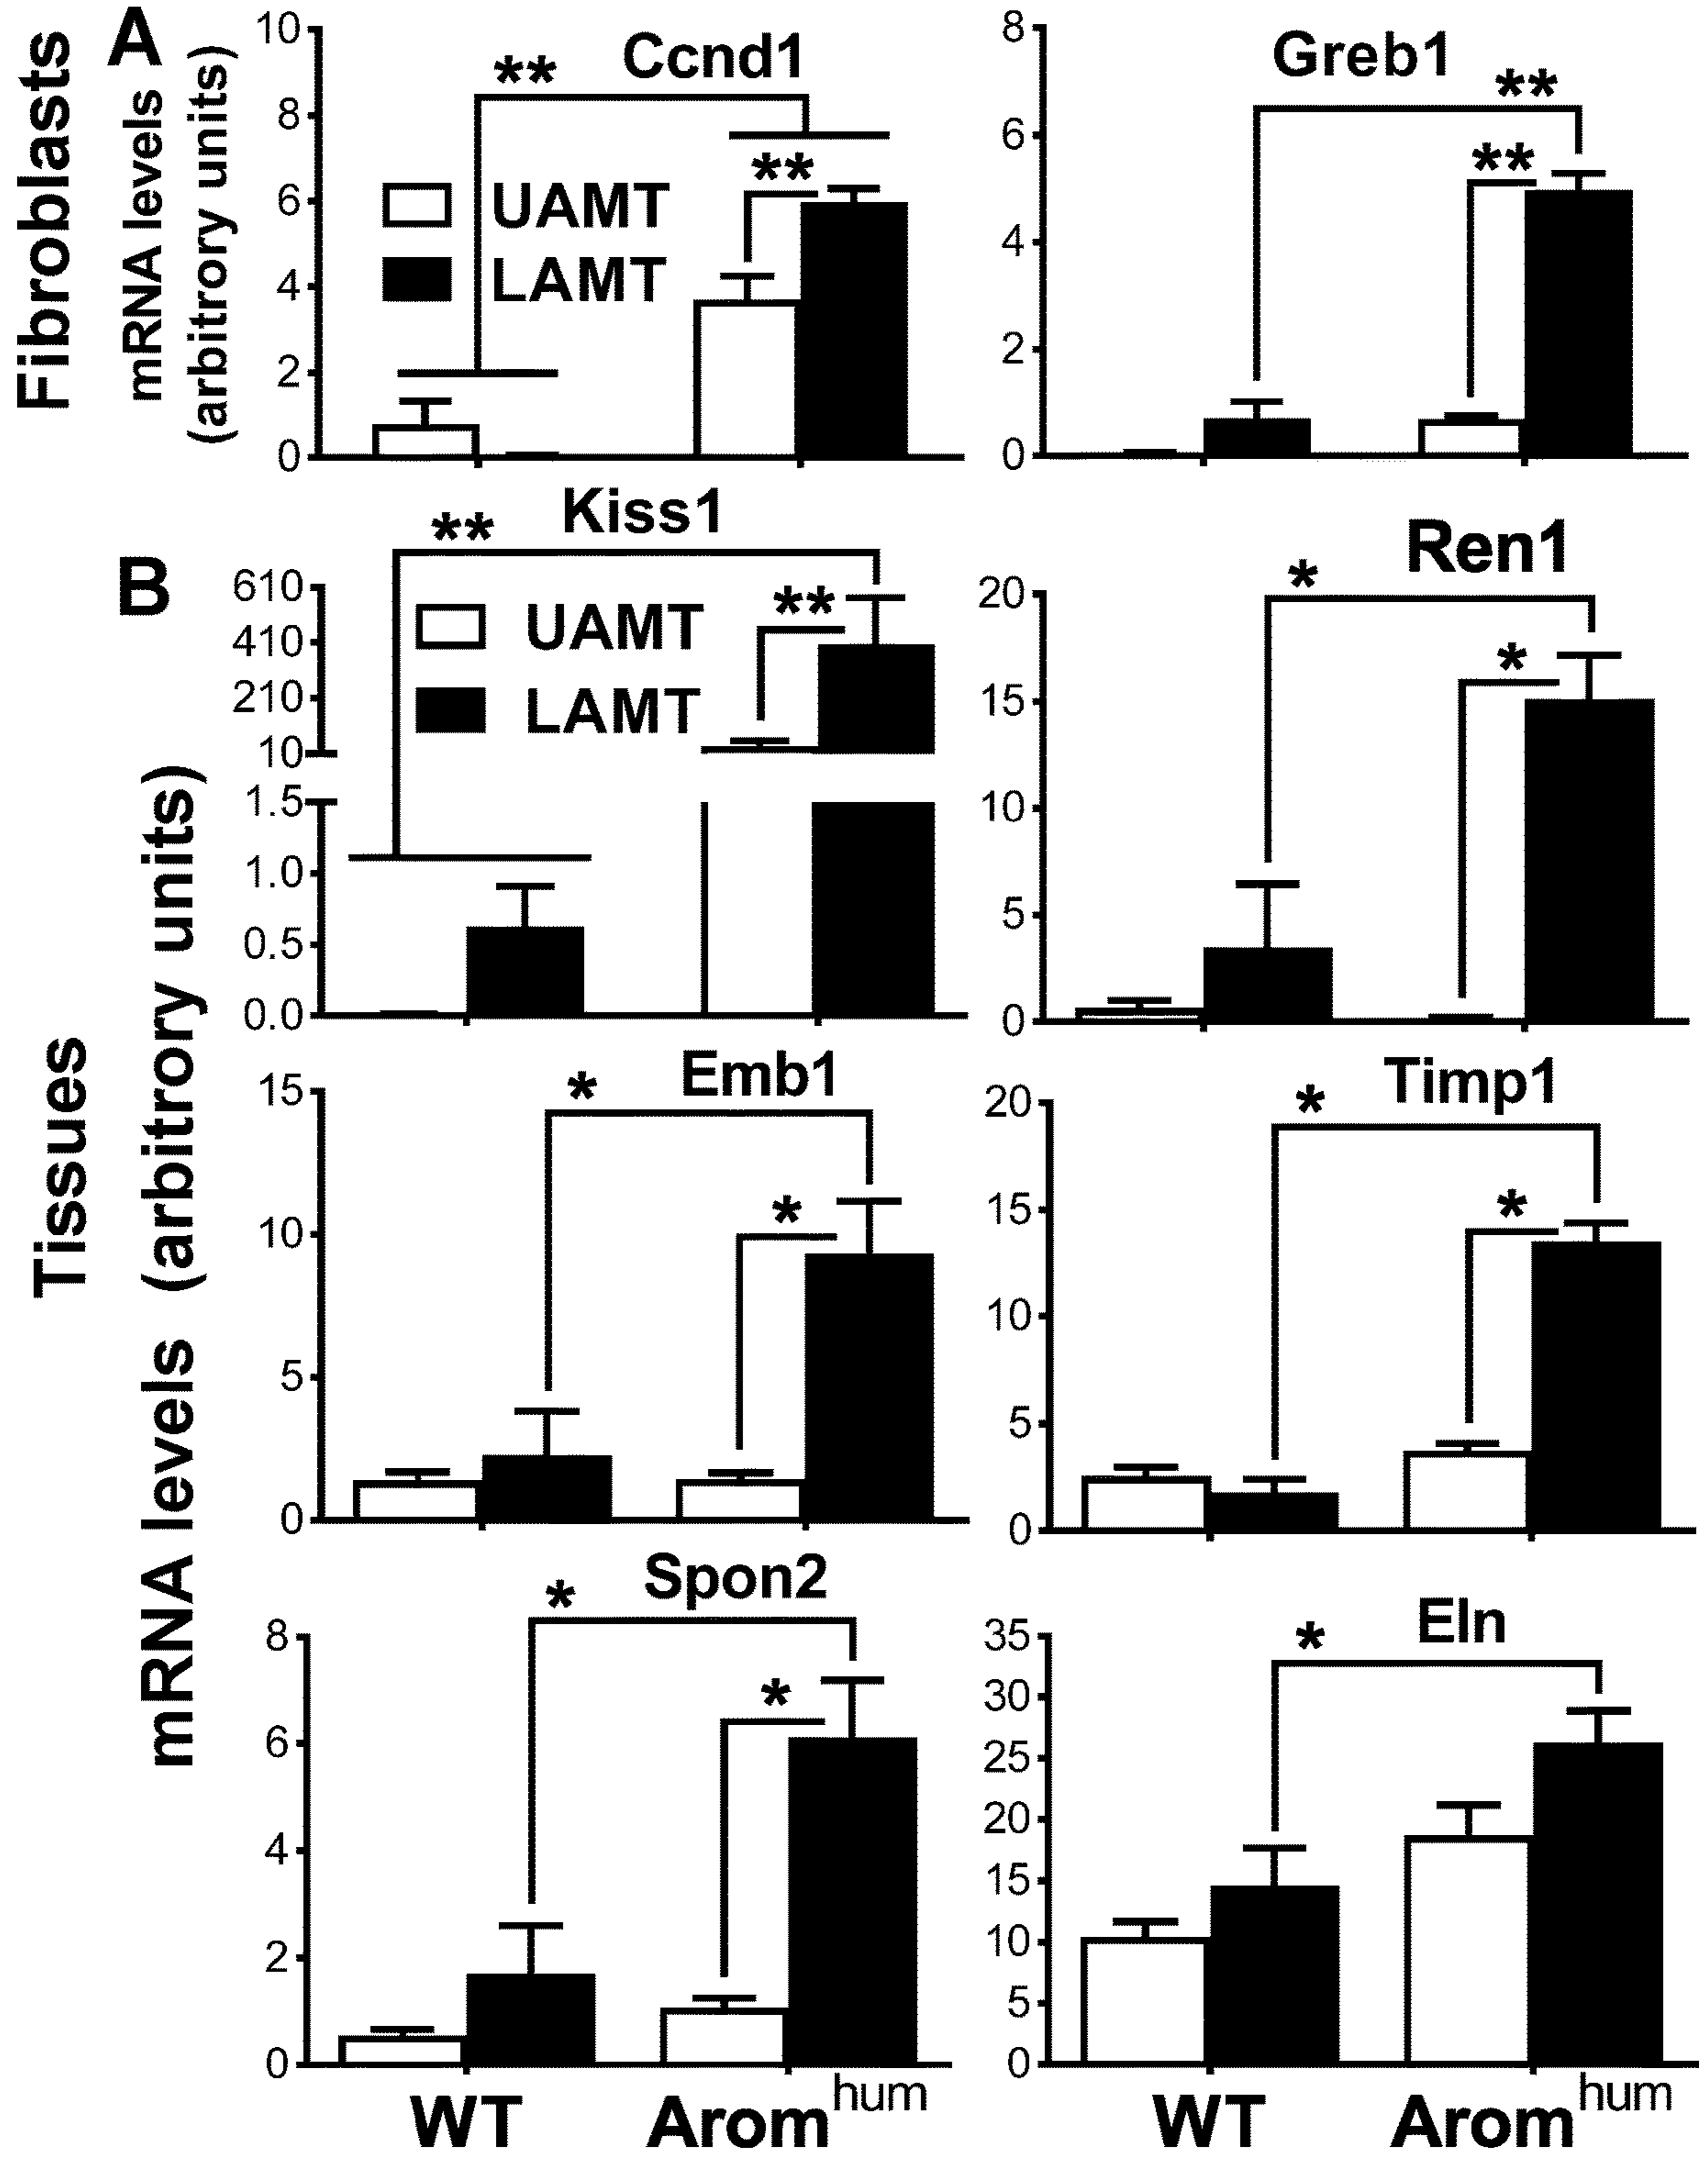 Fibroblasts
A
mRNA levels
(arbitrory units)
Ccnd1
**
**
UAMT
LAMT
10
8
6
4
2
0
Greb1
**
**
8
6
4
2
0
B
Tissues
mRNA levels (arbitrory units)
Kiss1
**
**
UAMT
LAMT
610
410
210
10
1.5
1.0
0.5
0.0
Ren1
*
*
20
15
10
5
0
Emb1
*
*
15
10
5
0
Timp1
*
*
20
15
10
5
0
Spon2
*
*
8
6
4
2
0
WT Arom hum
Eln
*
35
30
25
20
15
10
5
0
WT Arom hum